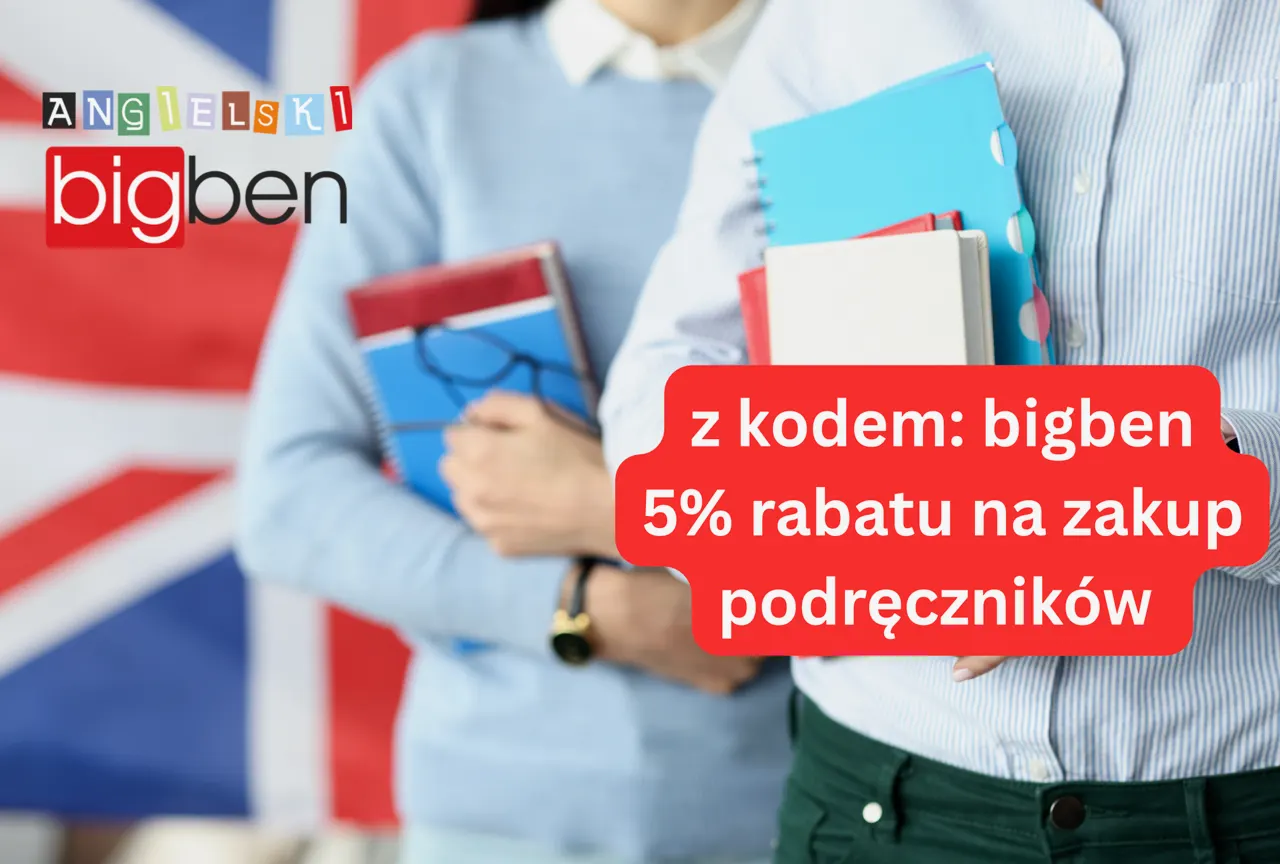 ANGIELSKI
bigben
z kodem: bigben
5% rabatu na zakup
podręczników